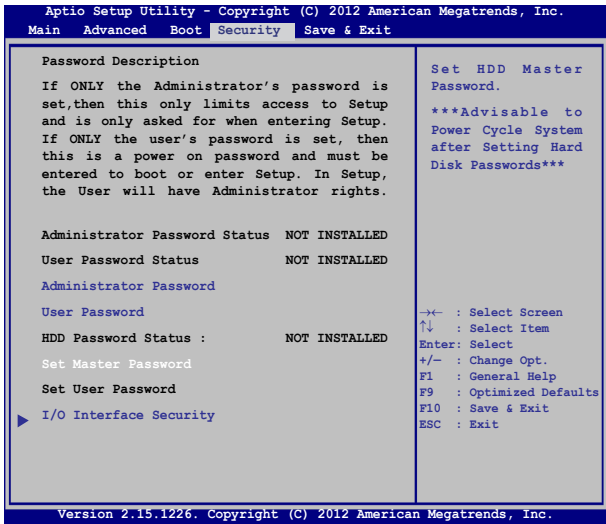 Aptio Setup Utility - Copyright (C) 2012 American Megatrends, Inc.
Main Advanced Boot Security Save & Exit
Password Description
If ONLY the Administrator's password is
set,then this only limits access to Setup
and is only asked for when entering Setup.
If ONLY the user's password is set, then
this is a power on password and must be
entered to boot or enter Setup. In Setup,
the User will have Administrator rights.
Administrator Password Status NOT INSTALLED
User Password Status NOT INSTALLED
Administrator Password
User Password
HDD Password Status : NOT INSTALLED
Set Master Password
Set User Password
I/O Interface Security
Set HDD Master
Password.
***Advisable to
Power Cycle System
after Setting Hard
Disk Passwords***
→← : Select Screen
↑↓ : Select Item
Enter: Select
+/— : Change Opt.
F1 : General Help
F9 : Optimized Defaults
F10 : Save & Exit
ESC : Exit
Version 2.15.1226. Copyright (C) 2012 American Megatrends, Inc.